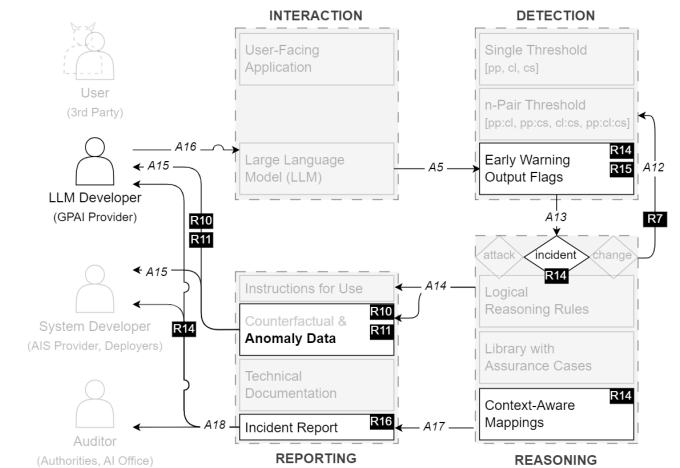 INTERACTION
DETECTION
User
(3rd Party)
User-Facing
Application
Single Threshold
[pp, cl, cs]
n-Pair Threshold
[pp:cl, pp:cs, cl:cs, pp:cl:cs]
A16
A15
LLM Developer
(GPAI Provider)
Large Language
Model (LLM)
A5
Early Warning
Output Flags
R14
R15
A12
R10
R11
A13
R7
attack
incident
change
R14
A15
System Developer
(AIS Provider, Deployers)
R14
Instructions for Use
A14
Counterfactual &
Anomaly Data
R10
R11
Logical
Reasoning Rules
Library with
Assurance Cases
Technical
Documentation
Context-Aware
Mappings
R14
Auditor
(Authorities, AI Office)
A18
Incident Report
R16
A17
REPORTING
REASONING